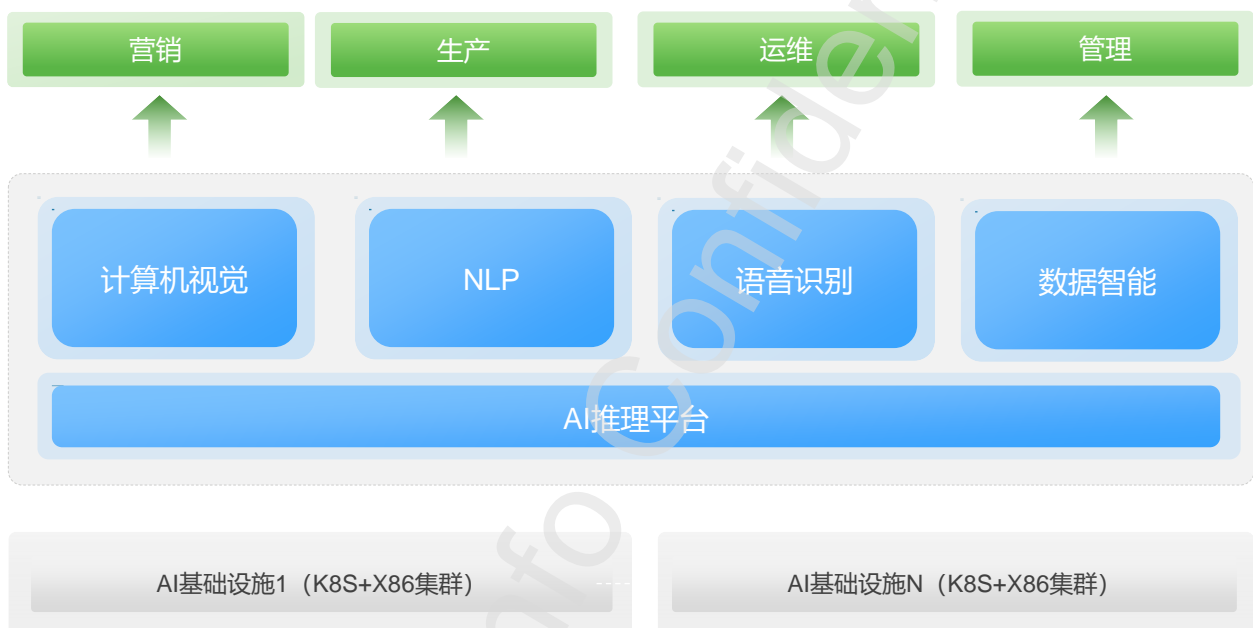 营销
生产
运维
管理
计算机视觉
NLP
语音识别
数据智能
AI推理平台
AI基础设施1（K8S+X86集群）
AI基础设施N（K8S+X86集群）